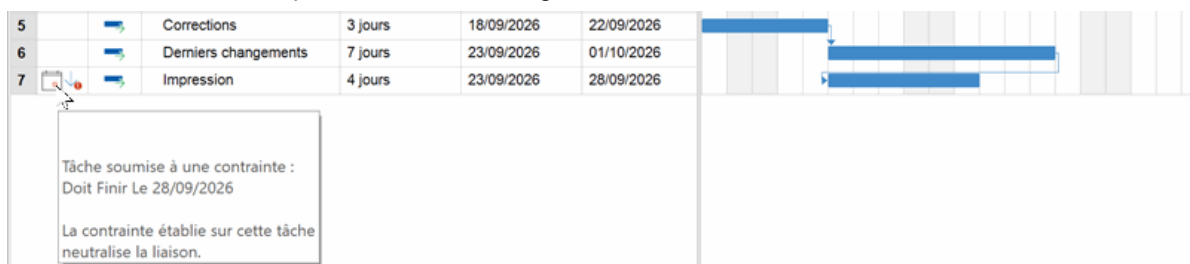 5 Corrections 3 jours 18/09/2026 22/09/2026
6 Derniers changements 7 jours 23/09/2026 01/10/2026
7 Impression 4 jours 23/09/2026 28/09/2026
Tâche soumise à une contrainte :
Doit Finir Le 28/09/2026
La contrainte établie sur cette tâche
neutralise la liaison.